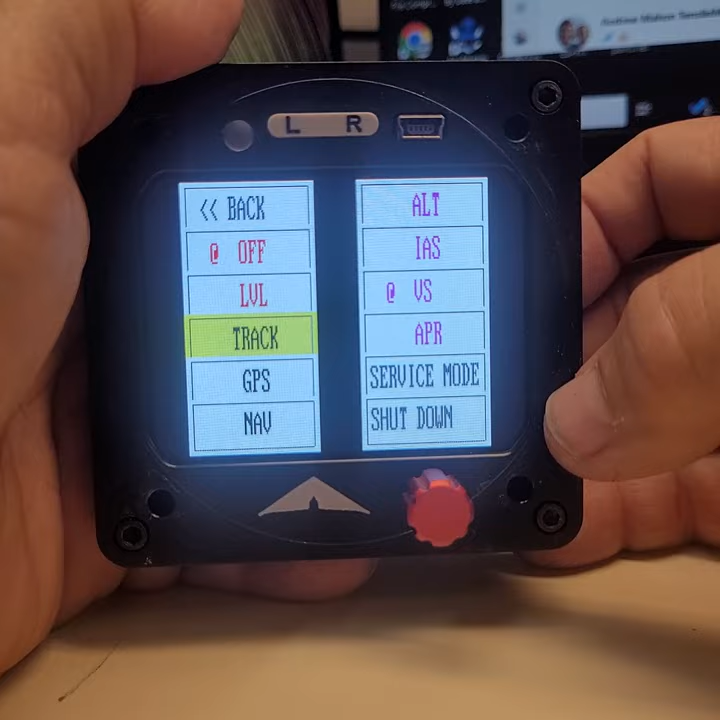 L R
<< BACK
@ OFF
LVL
TRACK
GPS
NAV
ALT
IAS
@ VS
APR
SERVICE MODE
SHUT DOWN